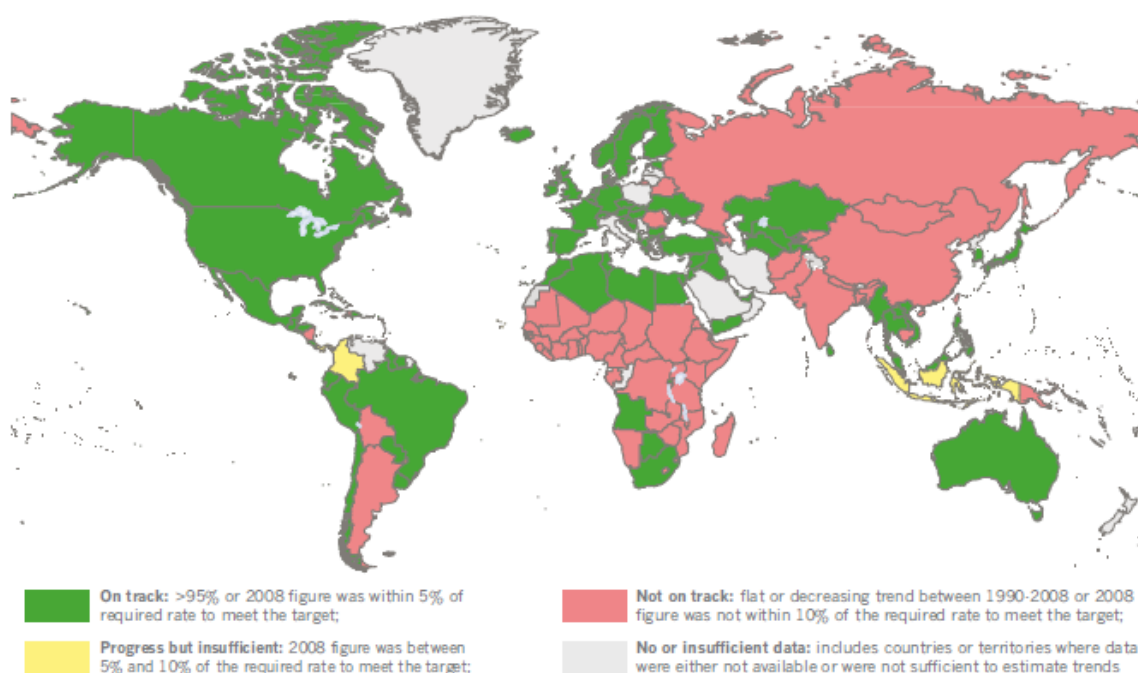 On track: >95% or 2008 figure was within 5% of
required rate to meet the target;
Progress but insufficient: 2008 figure was between
5% and 10% of the required rate to meet the target;
Not on track: flat or decreasing trend between 1990-2008 or 2008
figure was not within 10% of the required rate to meet the target;
No or insufficient data: includes countries or territories where data
were either not available or were not sufficient to estimate trends